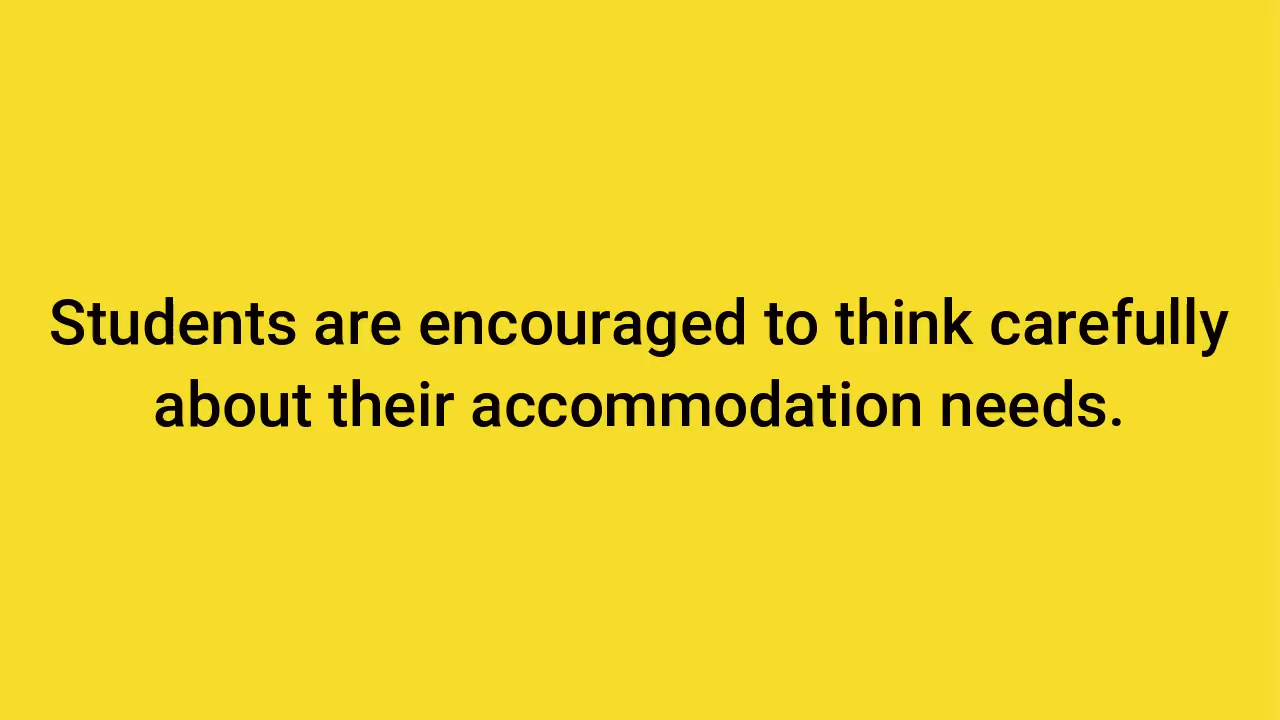 Students are encouraged to think carefully
about their accommodation needs.